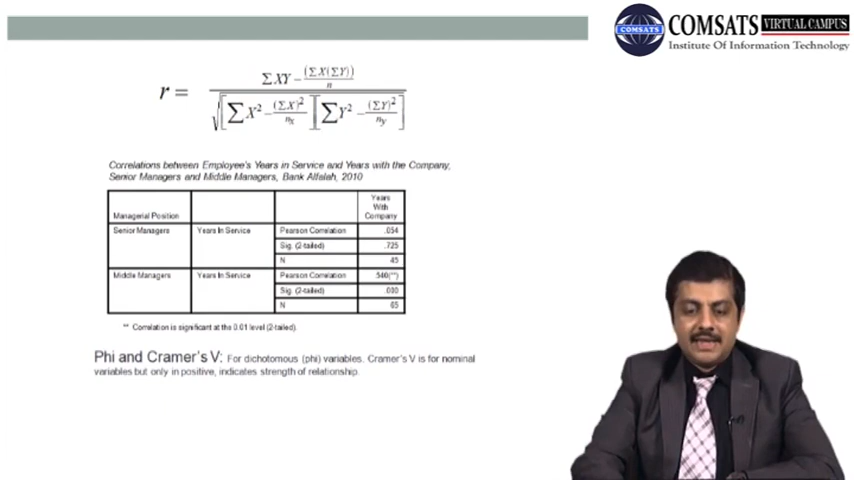 COMSATS VIRTUAL CAMPUS
COMSATS
Institute Of Information Technology
r = ΣXY – (ΣX(ΣY)) / n
√[ΣX² – (ΣX)² / nx][ΣY² – (ΣY)² / ny]
Correlations between Employee's Years in Service and Years with the Company,
Senior Managers and Middle Managers, Bank Alfalah, 2010
Managerial Position Years With Company
Senior Managers Years In Service Pearson Correlation .054
Sig. (2-tailed) .725
N 45
Middle Managers Years In Service Pearson Correlation .540(**)
Sig. (2-tailed) .000
N 65
** Correlation is significant at the 0.01 level (2-tailed).
Phi and Cramer's V: For dichotomous (phi) variables. Cramer's V is for nominal
variables but only in positive, indicates strength of relationship.